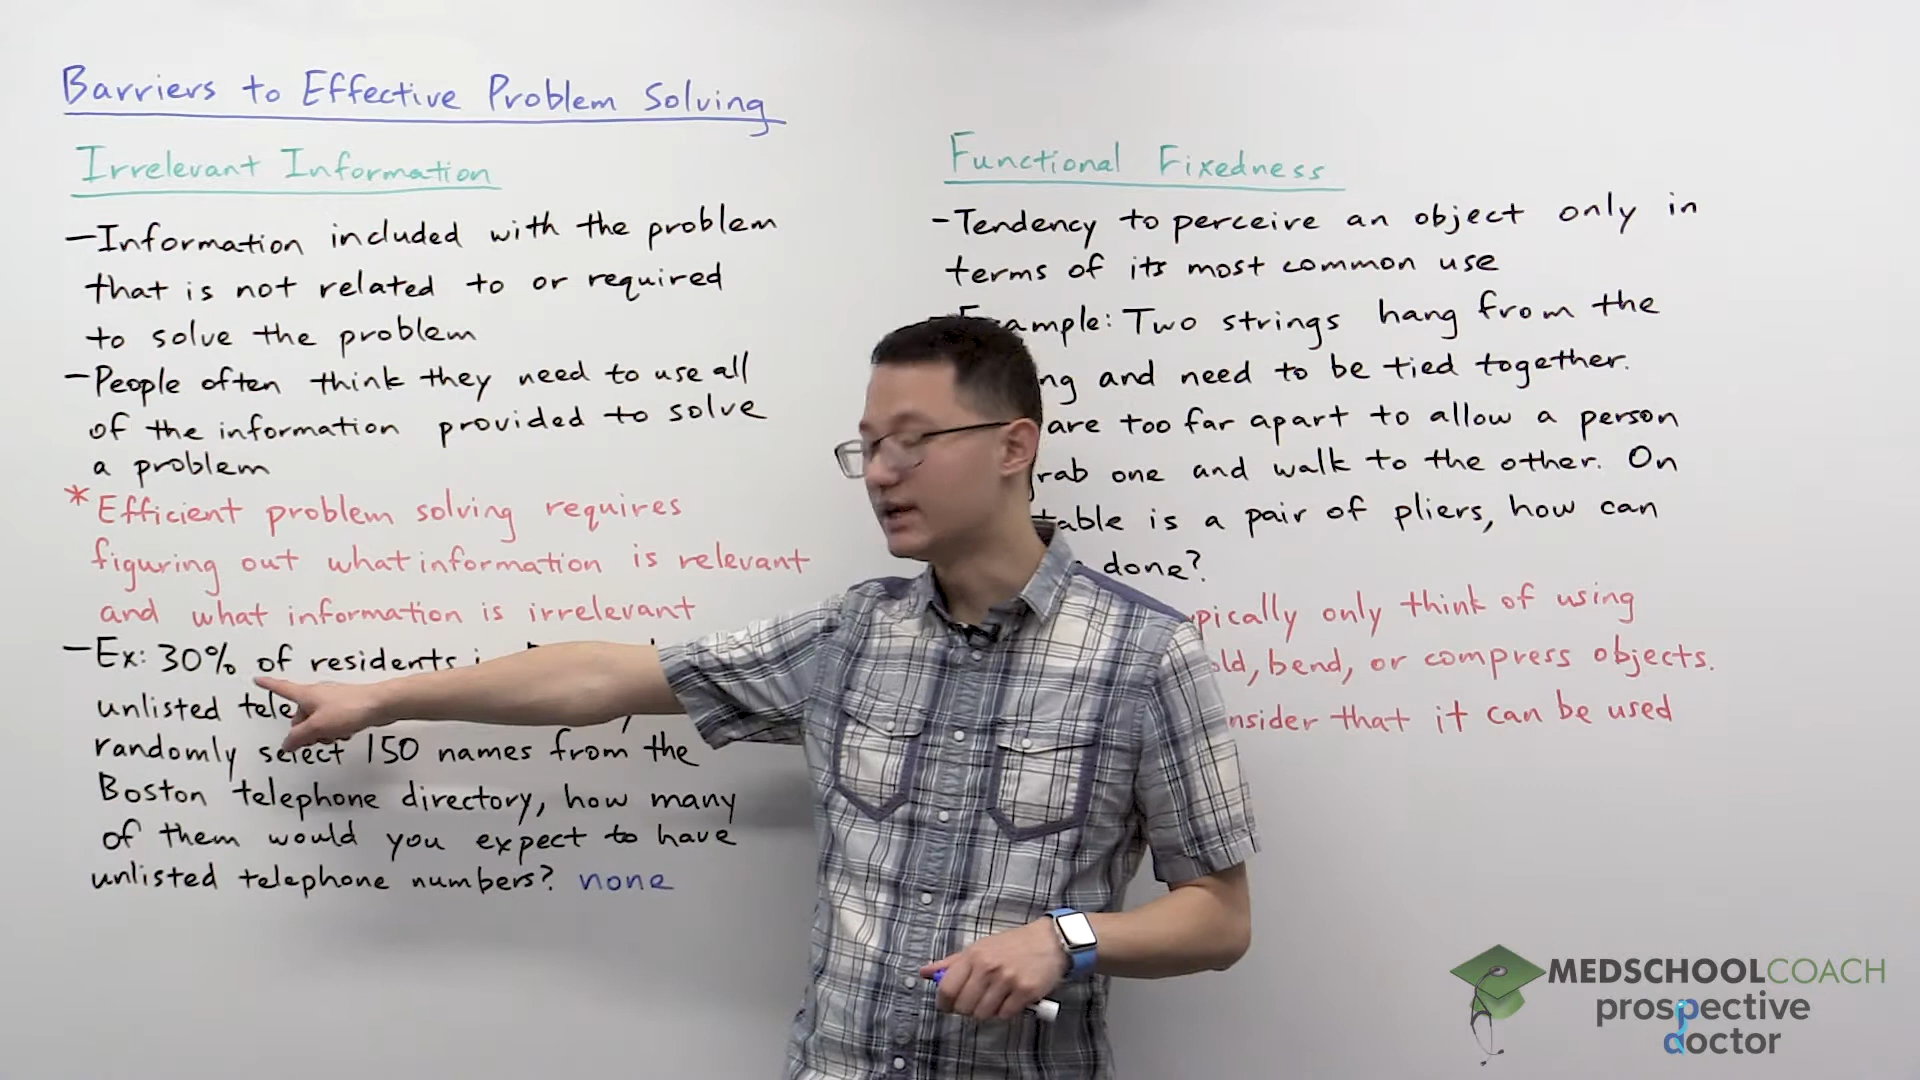 Barriers to Effective Problem Solving
Irrelevant Information
-Information included with the problem
that is not related to or required
to solve the problem
-People often think they need to use all
of the information provided to solve
a problem
*Efficient problem solving requires
figuring out what information is relevant
and what information is irrelevant
-Ex: 30% of residents
unlisted
randomly select 150 names from the
Boston telephone directory, how many
of them would you expect to have
unlisted telephone numbers? none
Functional Fixedness
-Tendency to perceive an object only in
terms of its most common use
Example: Two strings hang from the
and need to be tied together.
are too far apart to allow a person
one and walk to the other. On
table is a pair of pliers, how can
done?
only think of using
bend, or compress objects.
that it can be used
MEDSCHOOLCOACH
prospective
doctor